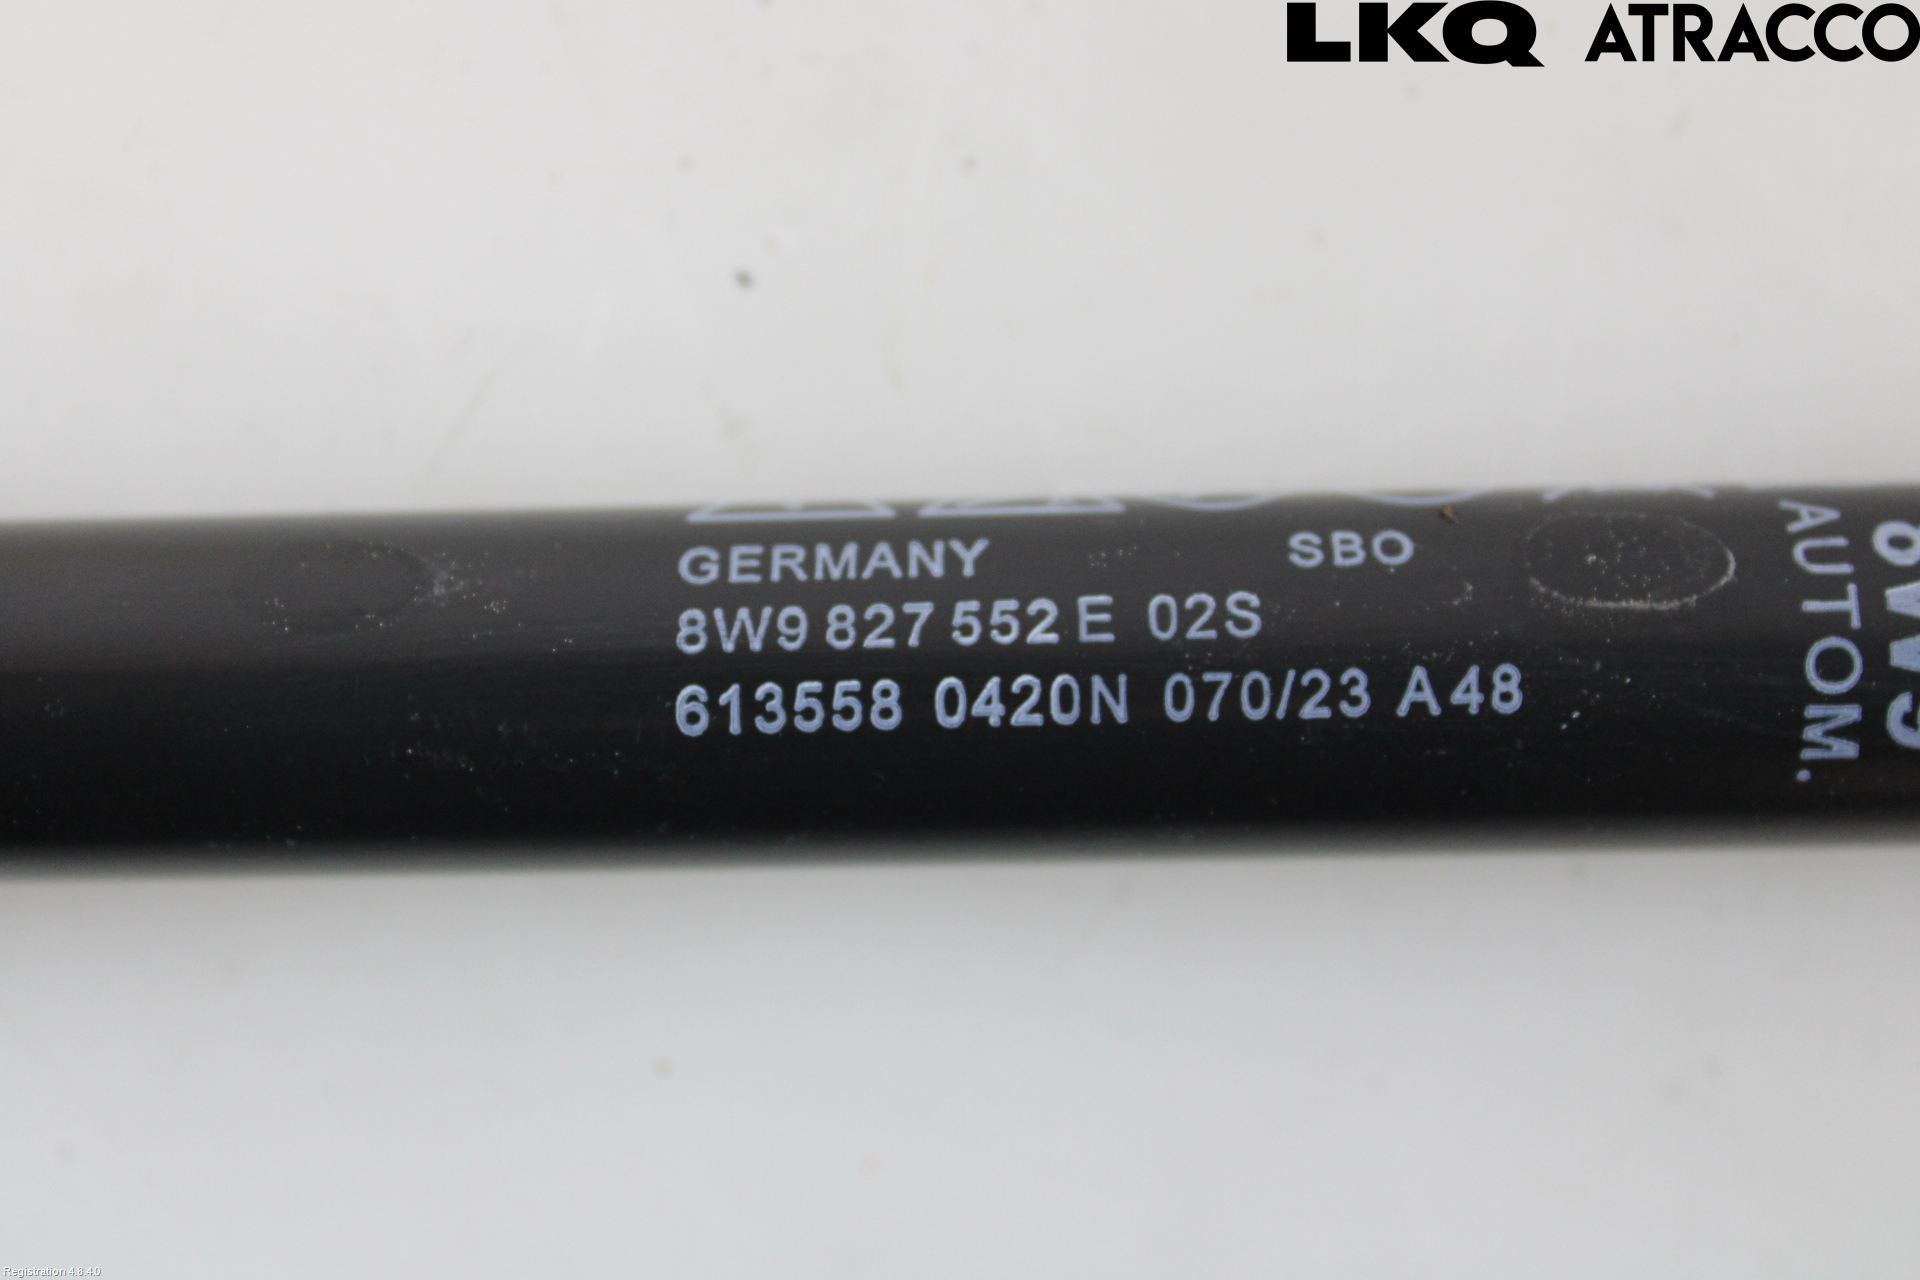 LKQ ATRACCO
GERMANY SBO
8W9 827 552 E 02S
613558 0420N 070/23 A48
8W9
AUTOM.
Registration 4.8.4.0